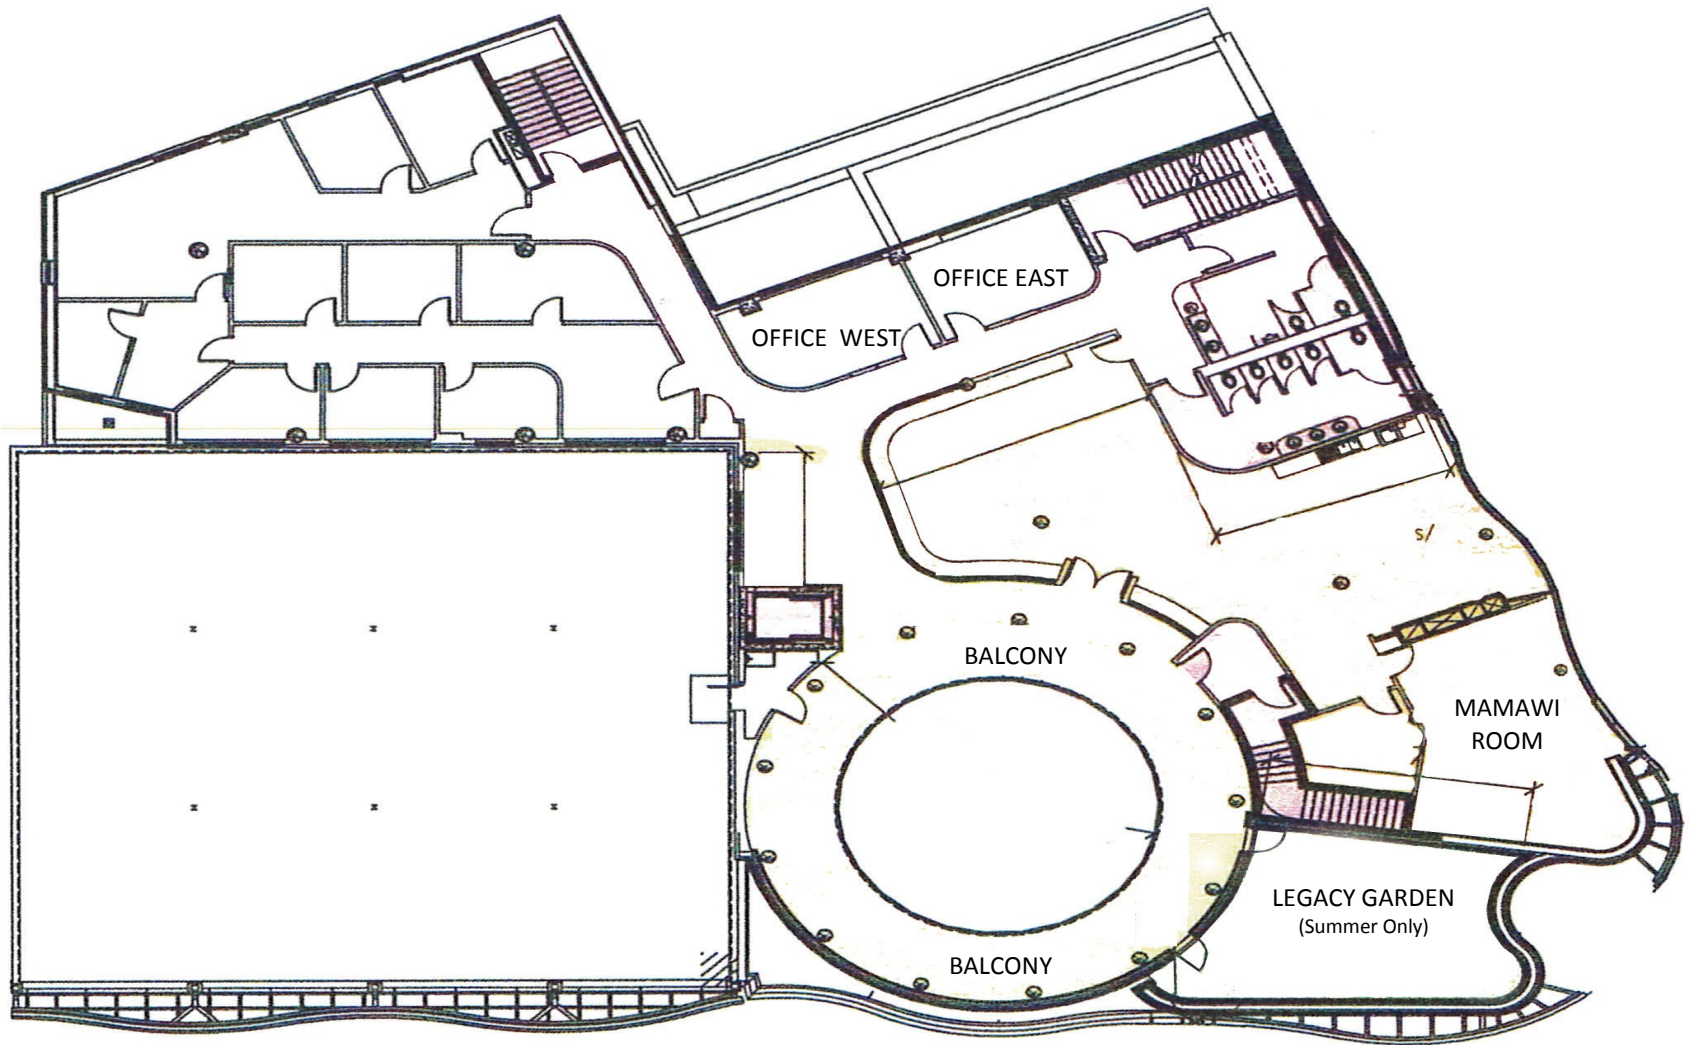 OFFICE EAST
OFFICE WEST
s/
BALCONY
MAMAWI
ROOM
LEGACY GARDEN
(Summer Only)
BALCONY